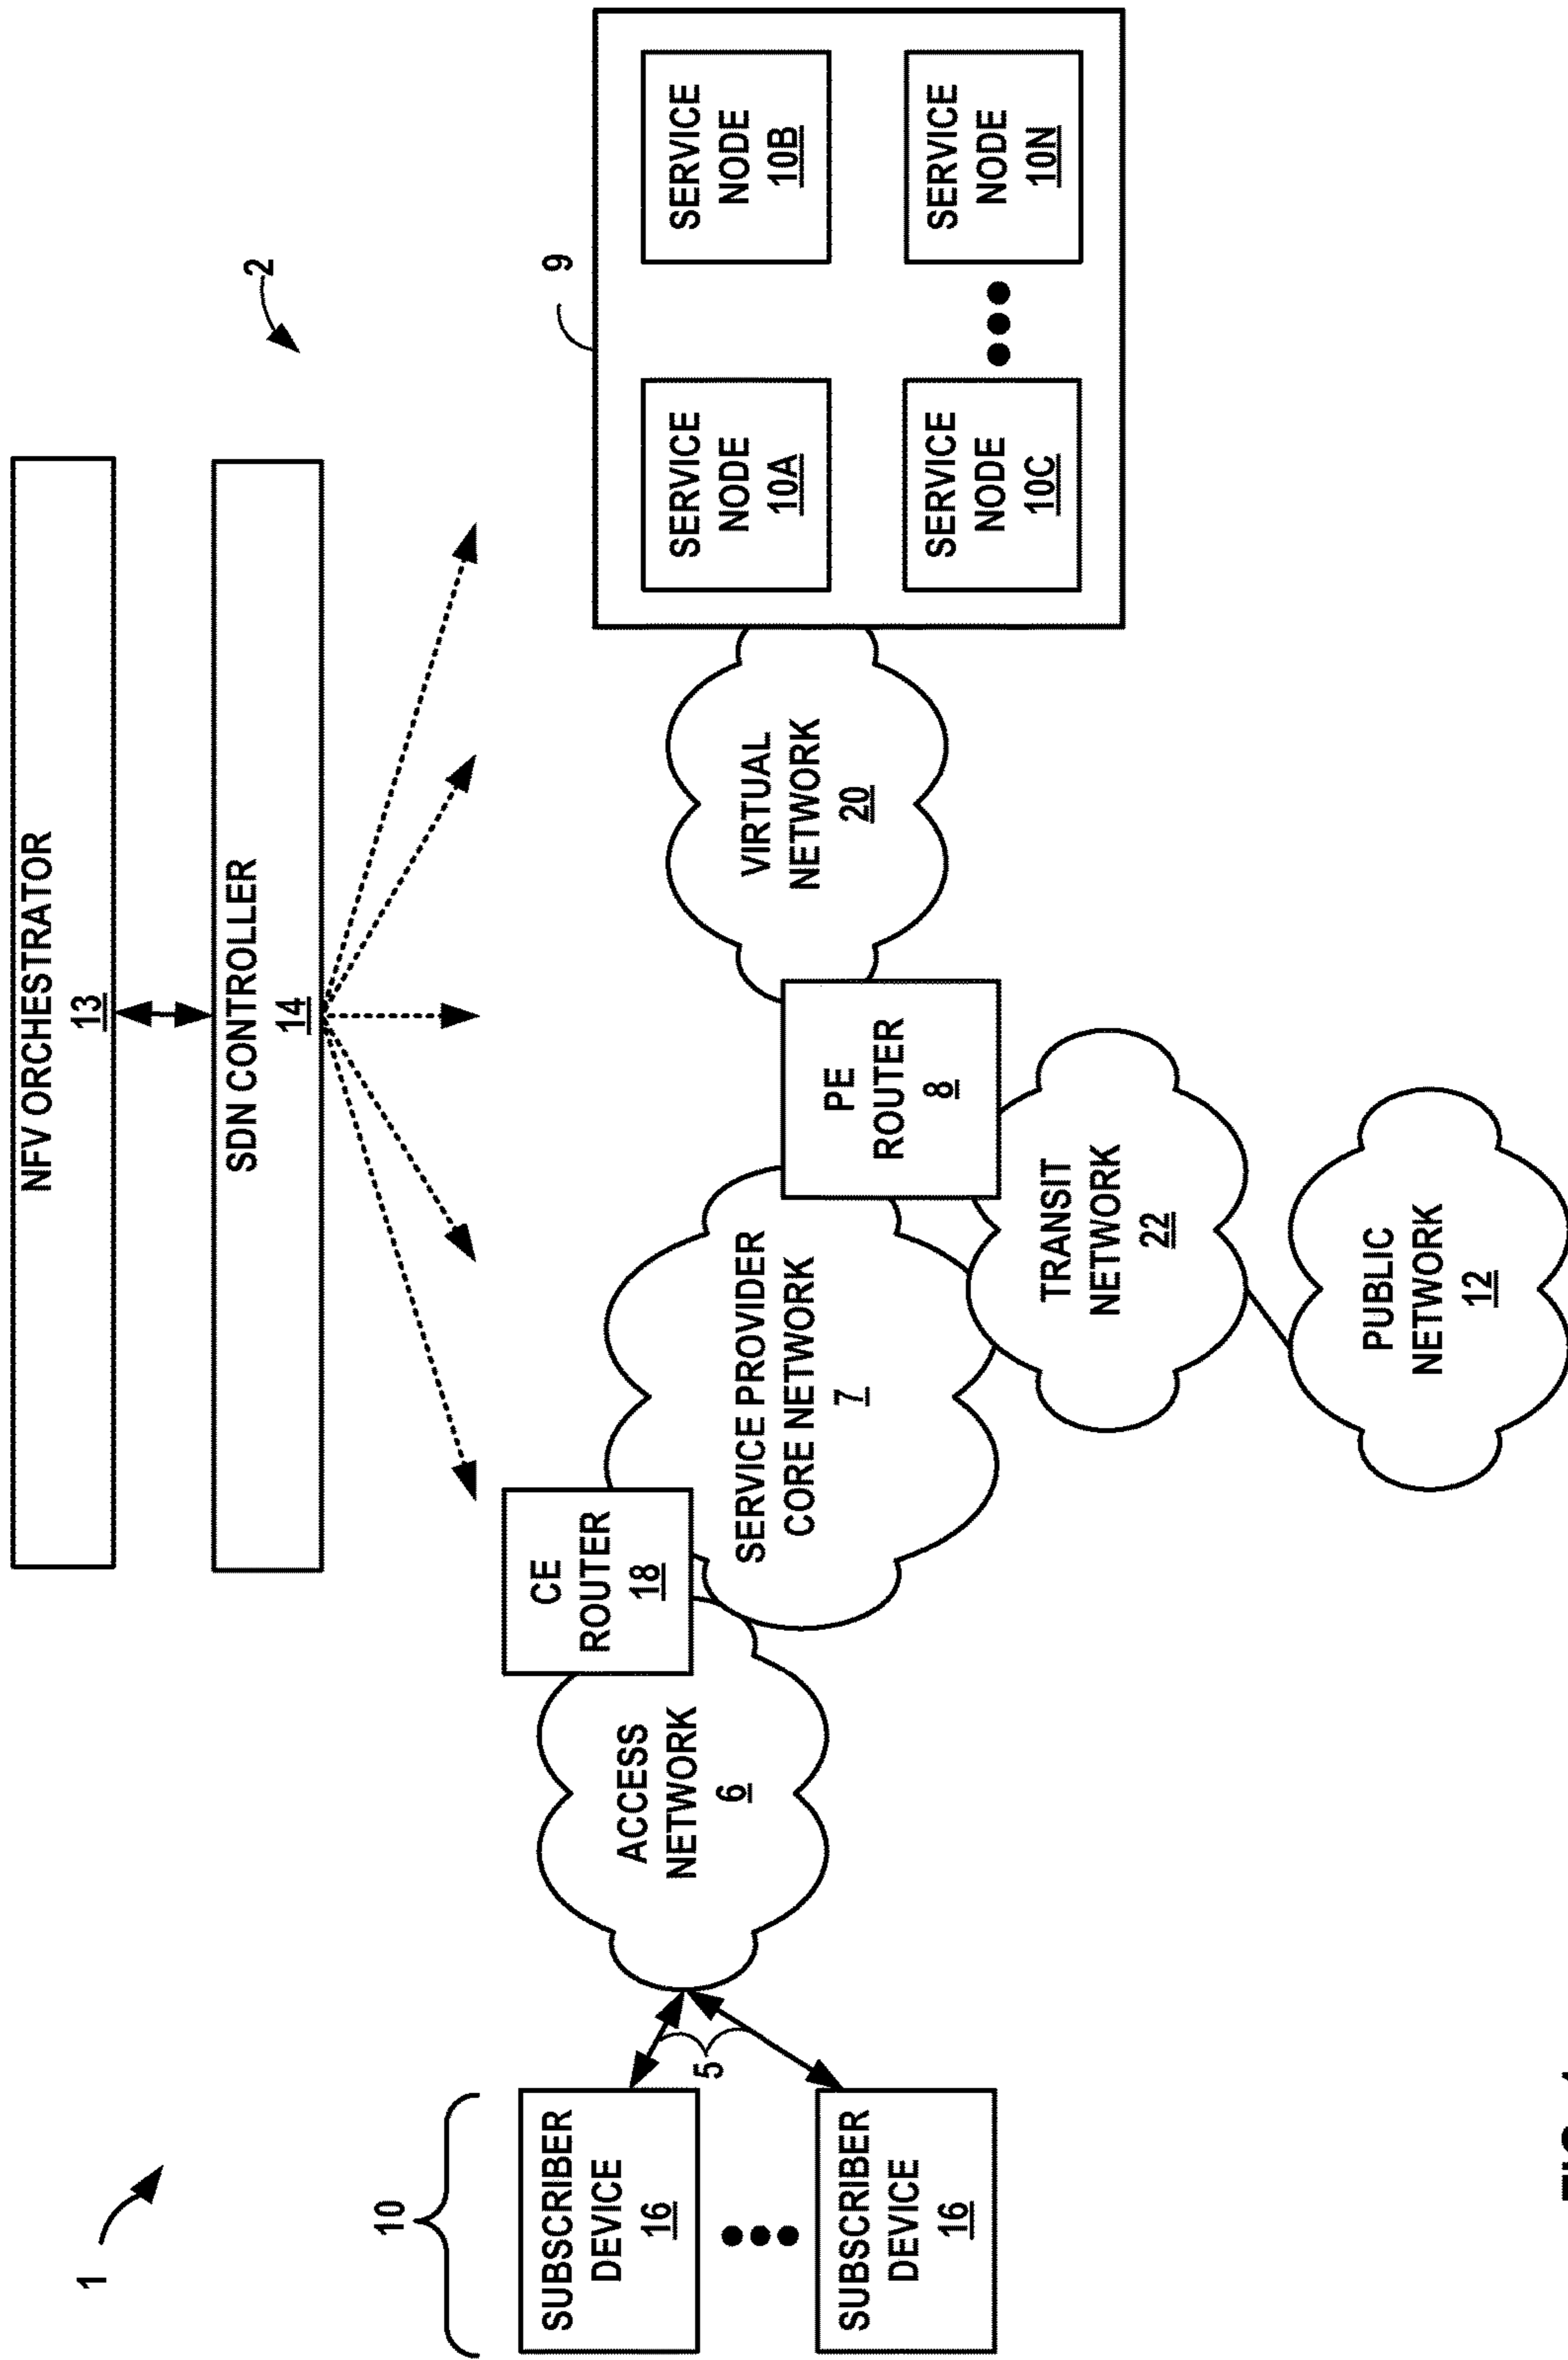 1
NFV ORCHESTRATOR
13
SDN CONTROLLER
14
2
10
SUBSCRIBER
DEVICE
16
SUBSCRIBER
DEVICE
16
5
ACCESS
NETWORK
6
CE
ROUTER
18
SERVICE PROVIDER
CORE NETWORK
7
PE
ROUTER
8
VIRTUAL
NETWORK
20
9
SERVICE
NODE
10A
SERVICE
NODE
10B
SERVICE
NODE
10C
SERVICE
NODE
10N
TRANSIT
NETWORK
22
PUBLIC
NETWORK
12